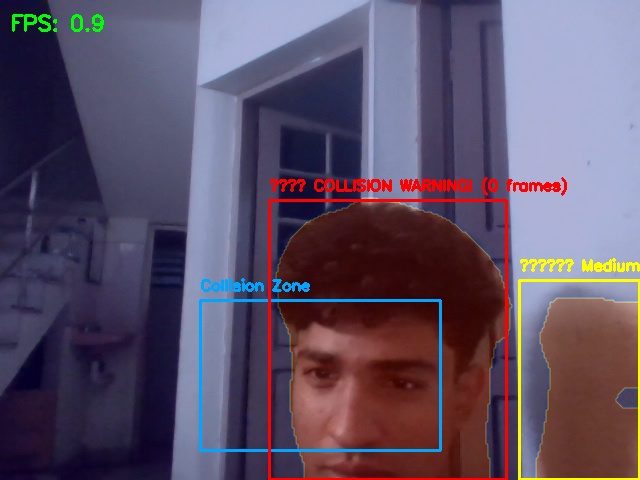 FPS: 0.9
???? COLLISION WARNING! (0 frames)
?????? Medium
Collision Zone